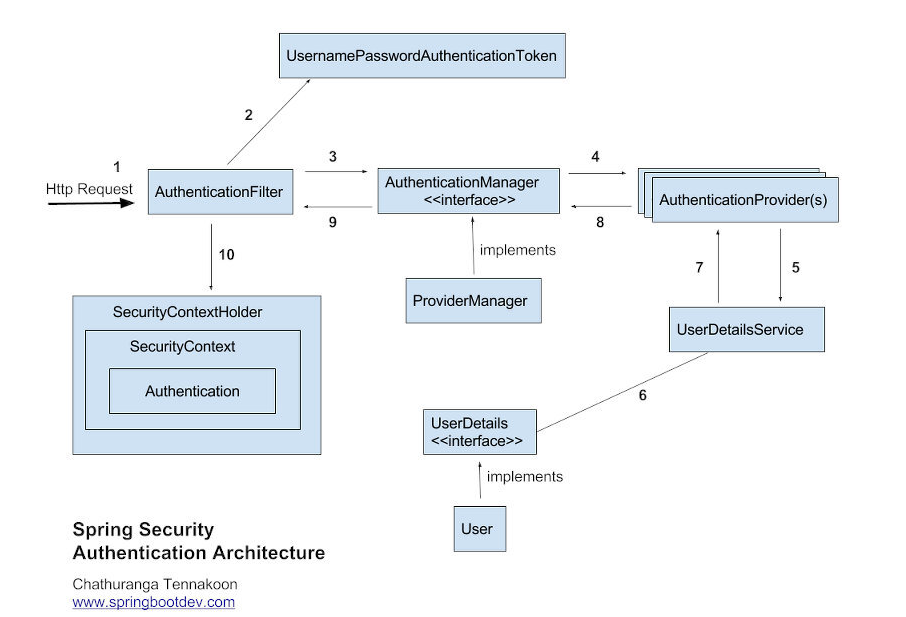 UsernamePasswordAuthenticationToken
2
1
3
4
Http Request
AuthenticationFilter
AuthenticationManager
<<interface>>
AuthenticationProvider(s)
9
8
10
implements
7
5
ProviderManager
SecurityContextHolder
UserDetailsService
SecurityContext
Authentication
6
UserDetails
<<interface>>
implements
User
Spring Security
Authentication Architecture
Chathuranga Tennakoon
www.springbootdev.com